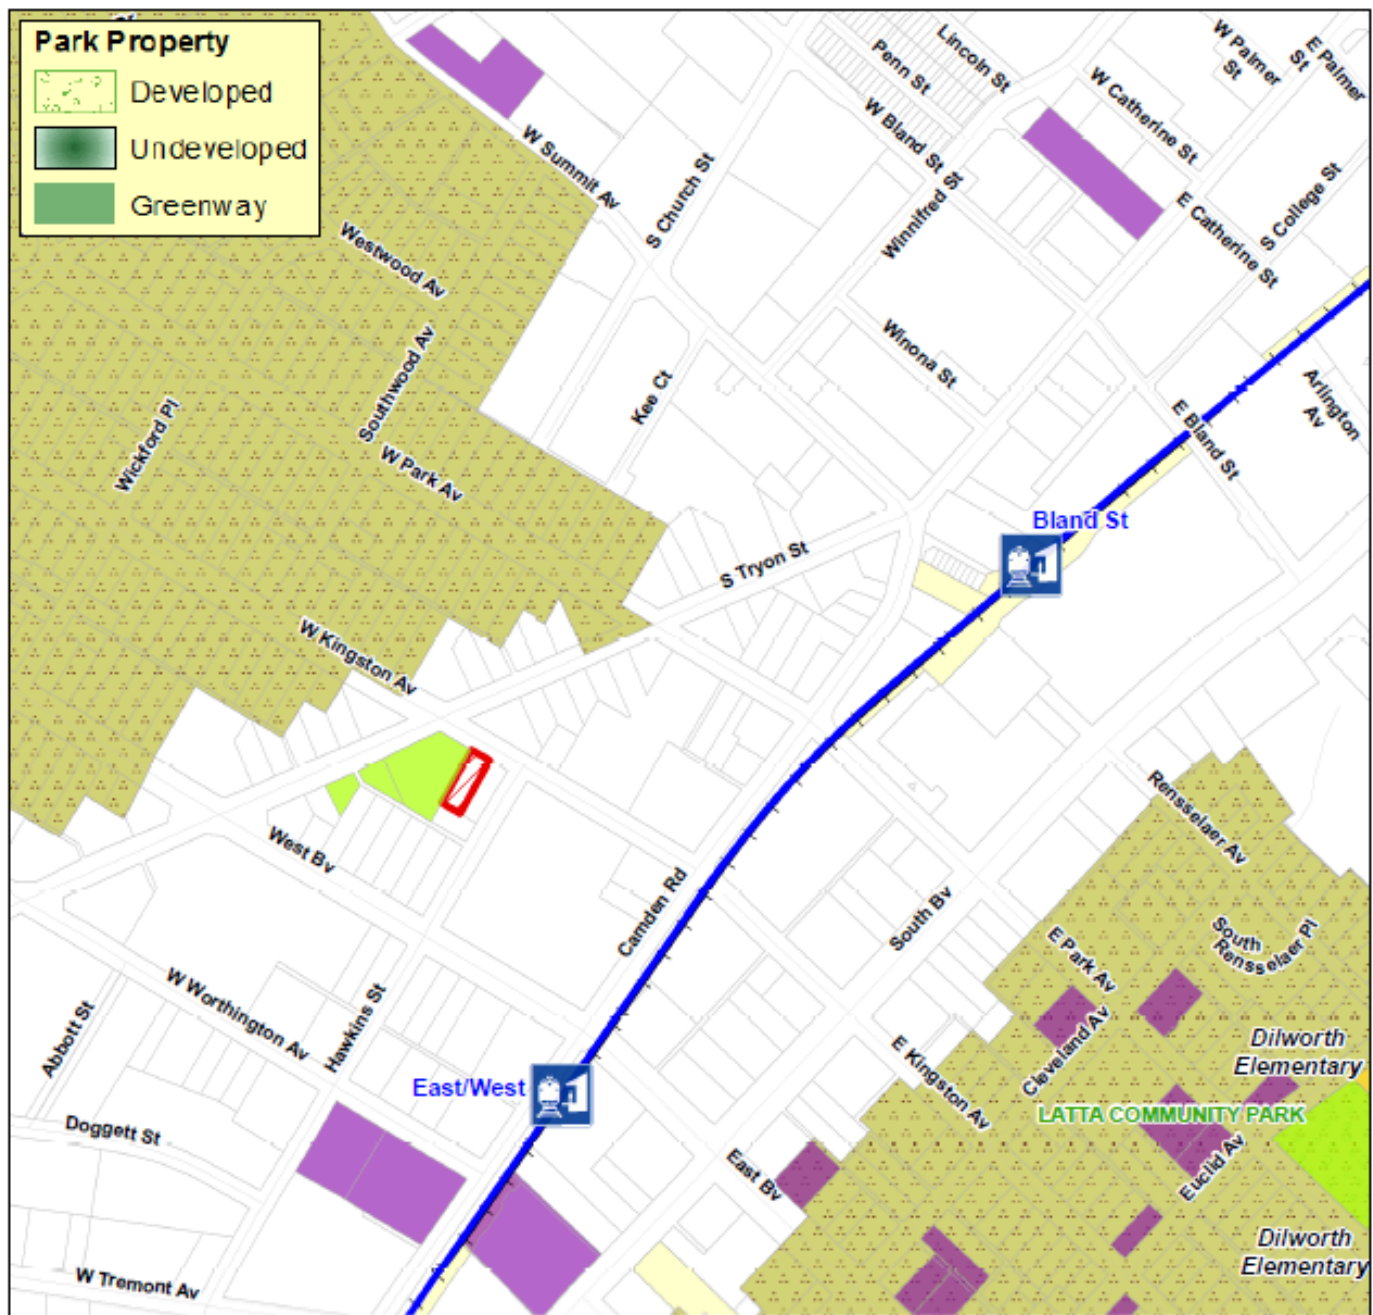 Park Property
Developed
Undeveloped
Greenway
Lincoln St
Penn St
W Palmer
St
E Palmer
St
W Catherine St
W Bland St
W Summit Av
S Church St
Winnifred St
E Catherine St
S College St
Westwood Av
Southwood Av
Winona St
Kee Ct
Arlington
Av
Wickford Pl
W Park Av
E Bland St
Bland St
S Tryon St
W Kingston Av
Rensselaer Av
West Bv
Camden Rd
South Bv
South
Rensselaer Pl
E Park Av
W Worthington Av
Hawkins St
Abbott St
Cleveland Av
Dilworth
Elementary
E Kingston Av
East/West
LATTA COMMUNITY PARK
Doggett St
Euclid Av
East Bv
Dilworth
Elementary
W Tremont Av